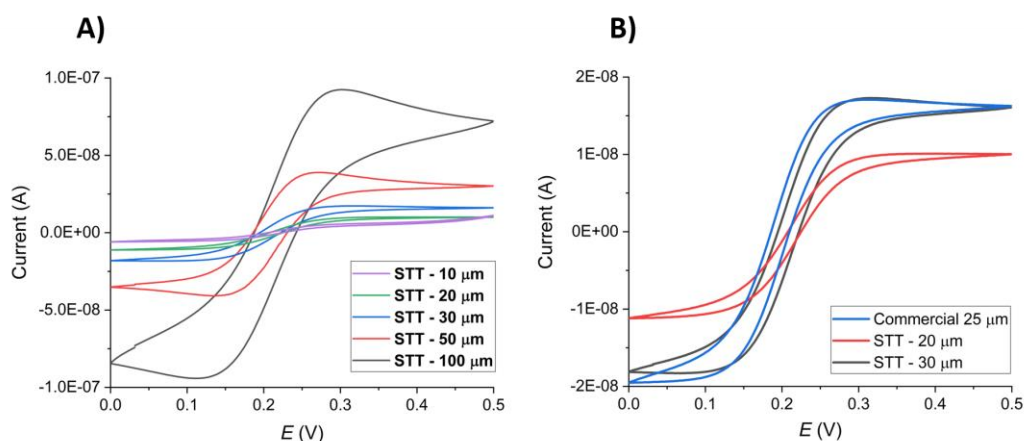 A)
1.0E-07
5.0E-08
0.0E+00
-5.0E-08
-1.0E-07
Current (A)
0.0
0.1
0.2
0.3
0.4
0.5
E (V)
STT - 10 μm
STT - 20 μm
STT - 30 μm
STT - 50 μm
STT - 100 μm
B)
2E-08
1E-08
0E+00
-1E-08
-2E-08
Current (A)
0.0
0.1
0.2
0.3
0.4
0.5
E (V)
Commercial 25 μm
STT - 20 μm
STT - 30 μm